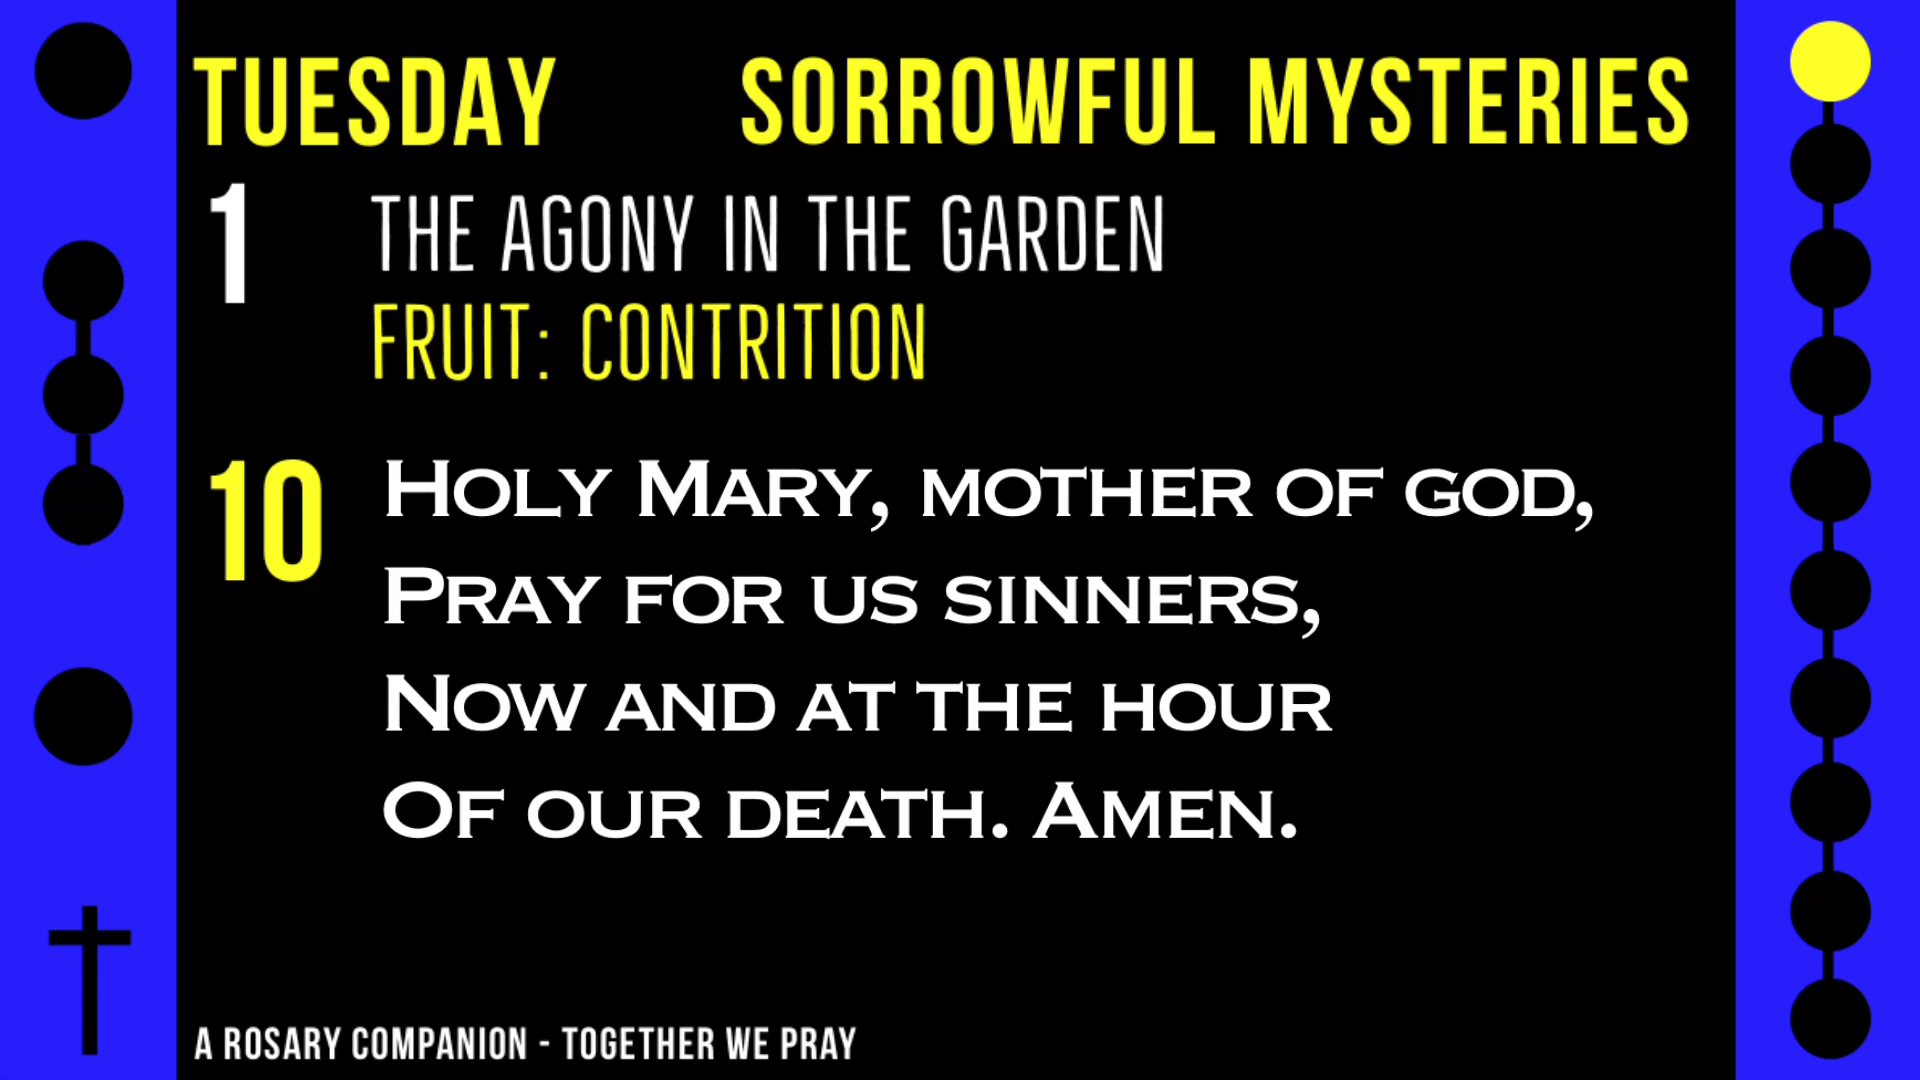 TUESDAY SORROWFUL MYSTERIES
1 THE AGONY IN THE GARDEN
FRUIT: CONTRITION
10 Holy Mary, mother of god,
Pray for us sinners,
Now and at the hour
Of our death. Amen.
A ROSARY COMPANION - TOGETHER WE PRAY